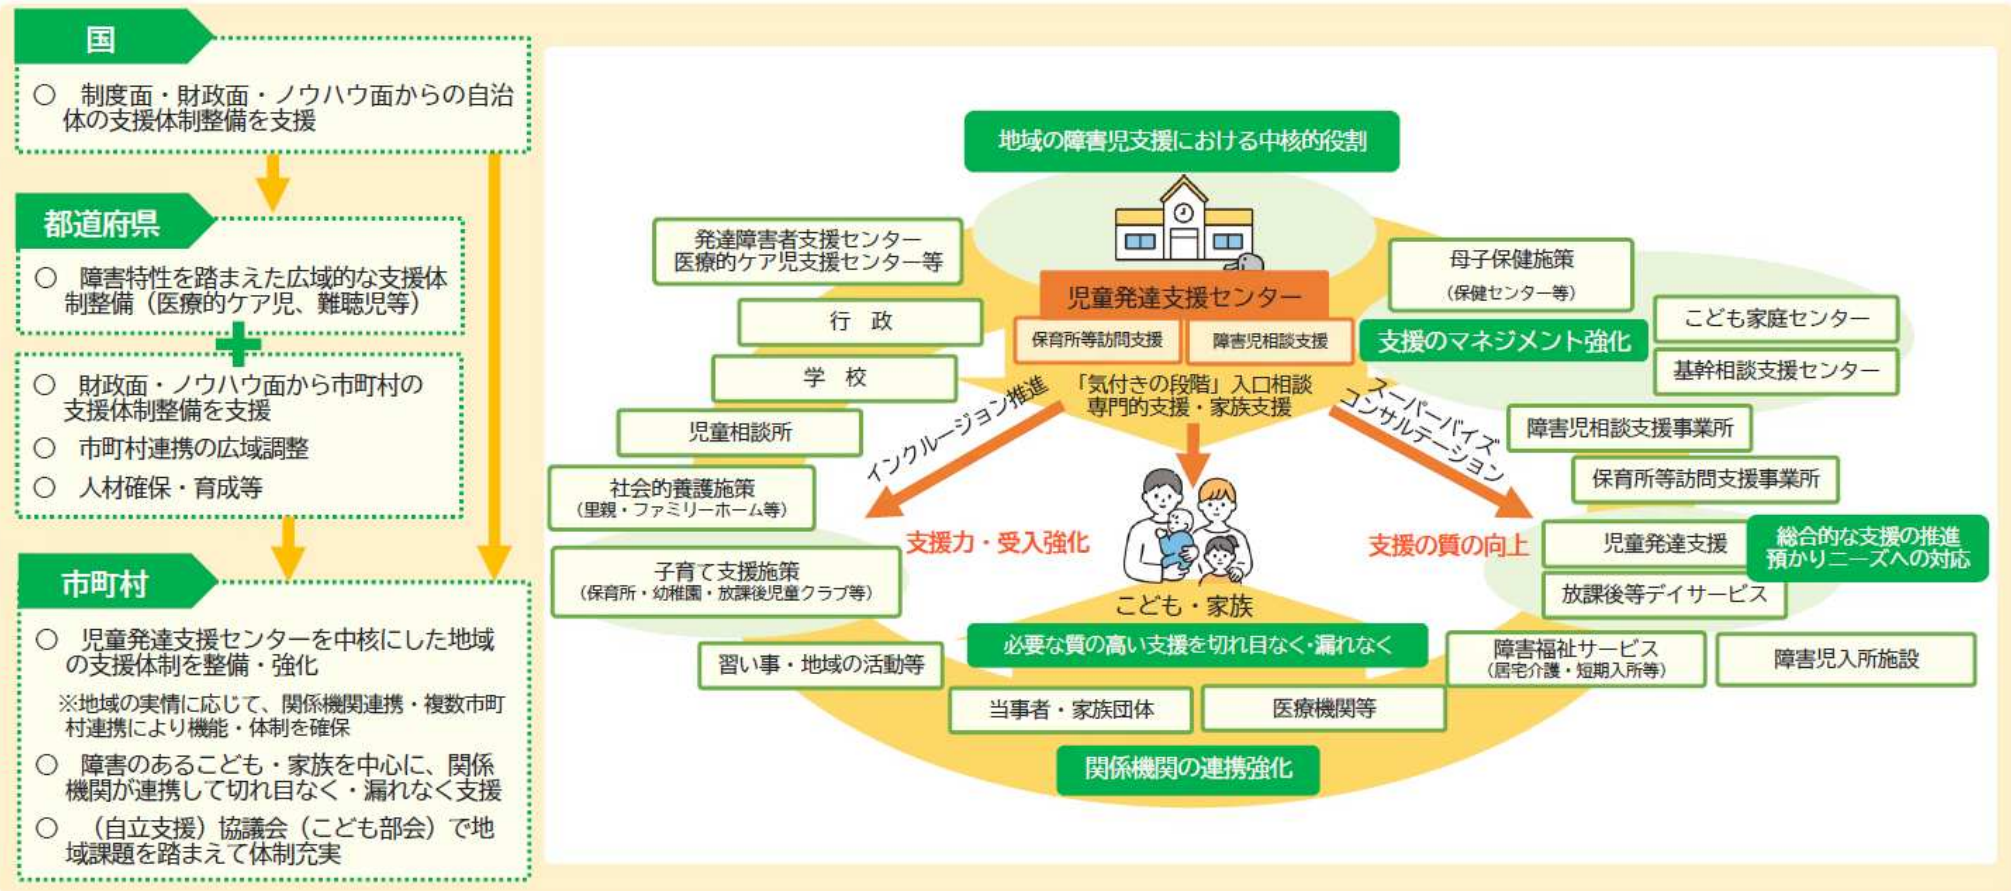 国
○ 制度面・財政面・ノウハウ面からの自治
体の支援体制整備を支援
都道府県
○ 障害特性を踏まえた広域的な支援体
制整備（医療的ケア児、難聴児等）
○ 財政面・ノウハウ面から市町村の
支援体制整備を支援
○ 市町村連携の広域調整
○ 人材確保・育成等
市町村
○ 児童発達支援センターを中核にした地域
の支援体制を整備・強化
※地域の実情に応じて、関係機関連携・複数市町
村連携により機能・体制を確保
○ 障害のあるこども・家族を中心に、関係
機関が連携して切れ目なく・漏れなく支援
○ （自立支援）協議会（こども部会）で地
域課題を踏まえて体制充実
地域の障害児支援における中核的役割
発達障害者支援センター
医療的ケア児支援センター等
行　政
学　校
児童相談所
社会的養護施策
（里親・ファミリーホーム等）
子育て支援施策
（保育所・幼稚園・放課後児童クラブ等）
習い事・地域の活動等
児童発達支援センター
保育所等訪問支援
障害児相談支援
「気付きの段階」入口相談
専門的支援・家族支援
インクルージョン推進
スーパーバイズ
コンサルテーション
支援力・受入強化
支援の質の向上
こども・家族
必要な質の高い支援を切れ目なく・漏れなく
当事者・家族団体
医療機関等
関係機関の連携強化
母子保健施策
（保健センター等）
支援のマネジメント強化
こども家庭センター
基幹相談支援センター
障害児相談支援事業所
保育所等訪問支援事業所
児童発達支援
総合的な支援の推進
預かりニーズへの対応
放課後等デイサービス
障害福祉サービス
（居宅介護・短期入所等）
障害児入所施設